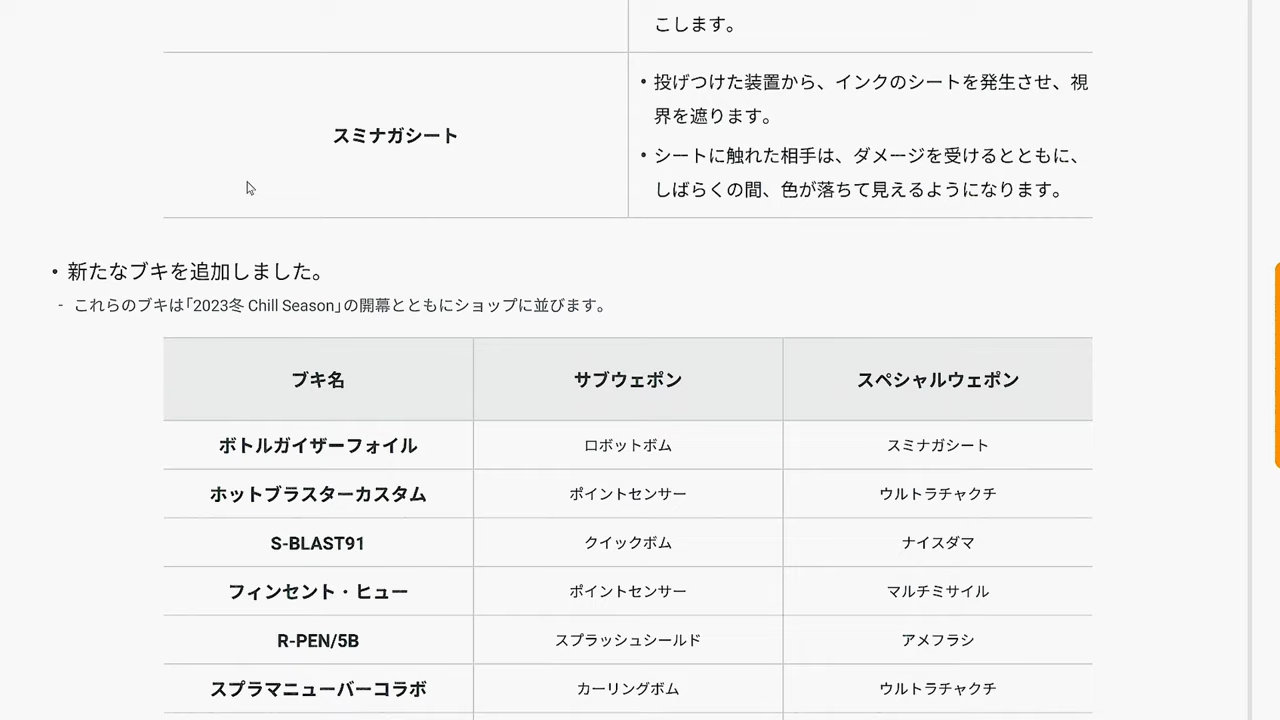 こします。
スミナガシート
• 投げつけた装置から、インクのシートを発生させ、視
界を遮ります。
• シートに触れた相手は、ダメージを受けるとともに、
しばらくの間、色が落ちて見えるようになります。
• 新たなブキを追加しました。
- これらのブキは「2023冬 Chill Season」の開幕とともにショップに並びます。
ブキ名 サブウェポン スペシャルウェポン
ボトルガイザーフォイル ロボットボム スミナガシート
ホットブラスターカスタム ポイントセンサー ウルトラチャクチ
S-BLAST91 クイックボム ナイスダマ
フィンセント・ヒュー ポイントセンサー マルチミサイル
R-PEN/5B スプラッシュシールド アメフラシ
スプラマニューバーコラボ カーリングボム ウルトラチャクチ